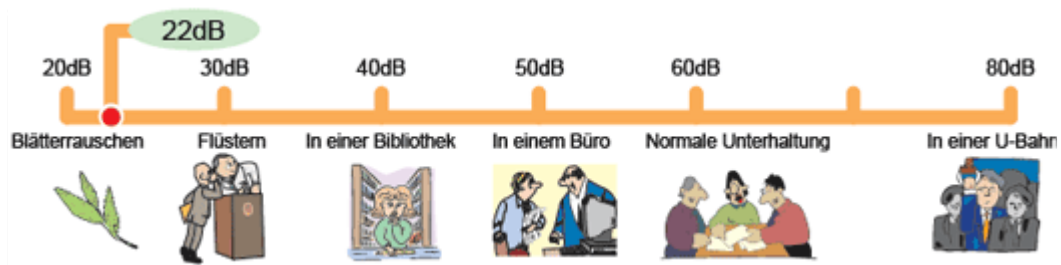 22dB
20dB 30dB 40dB 50dB 60dB 80dB
Blätterrauschen Flüstern In einer Bibliothek In einem Büro Normale Unterhaltung In einer U-Bahn